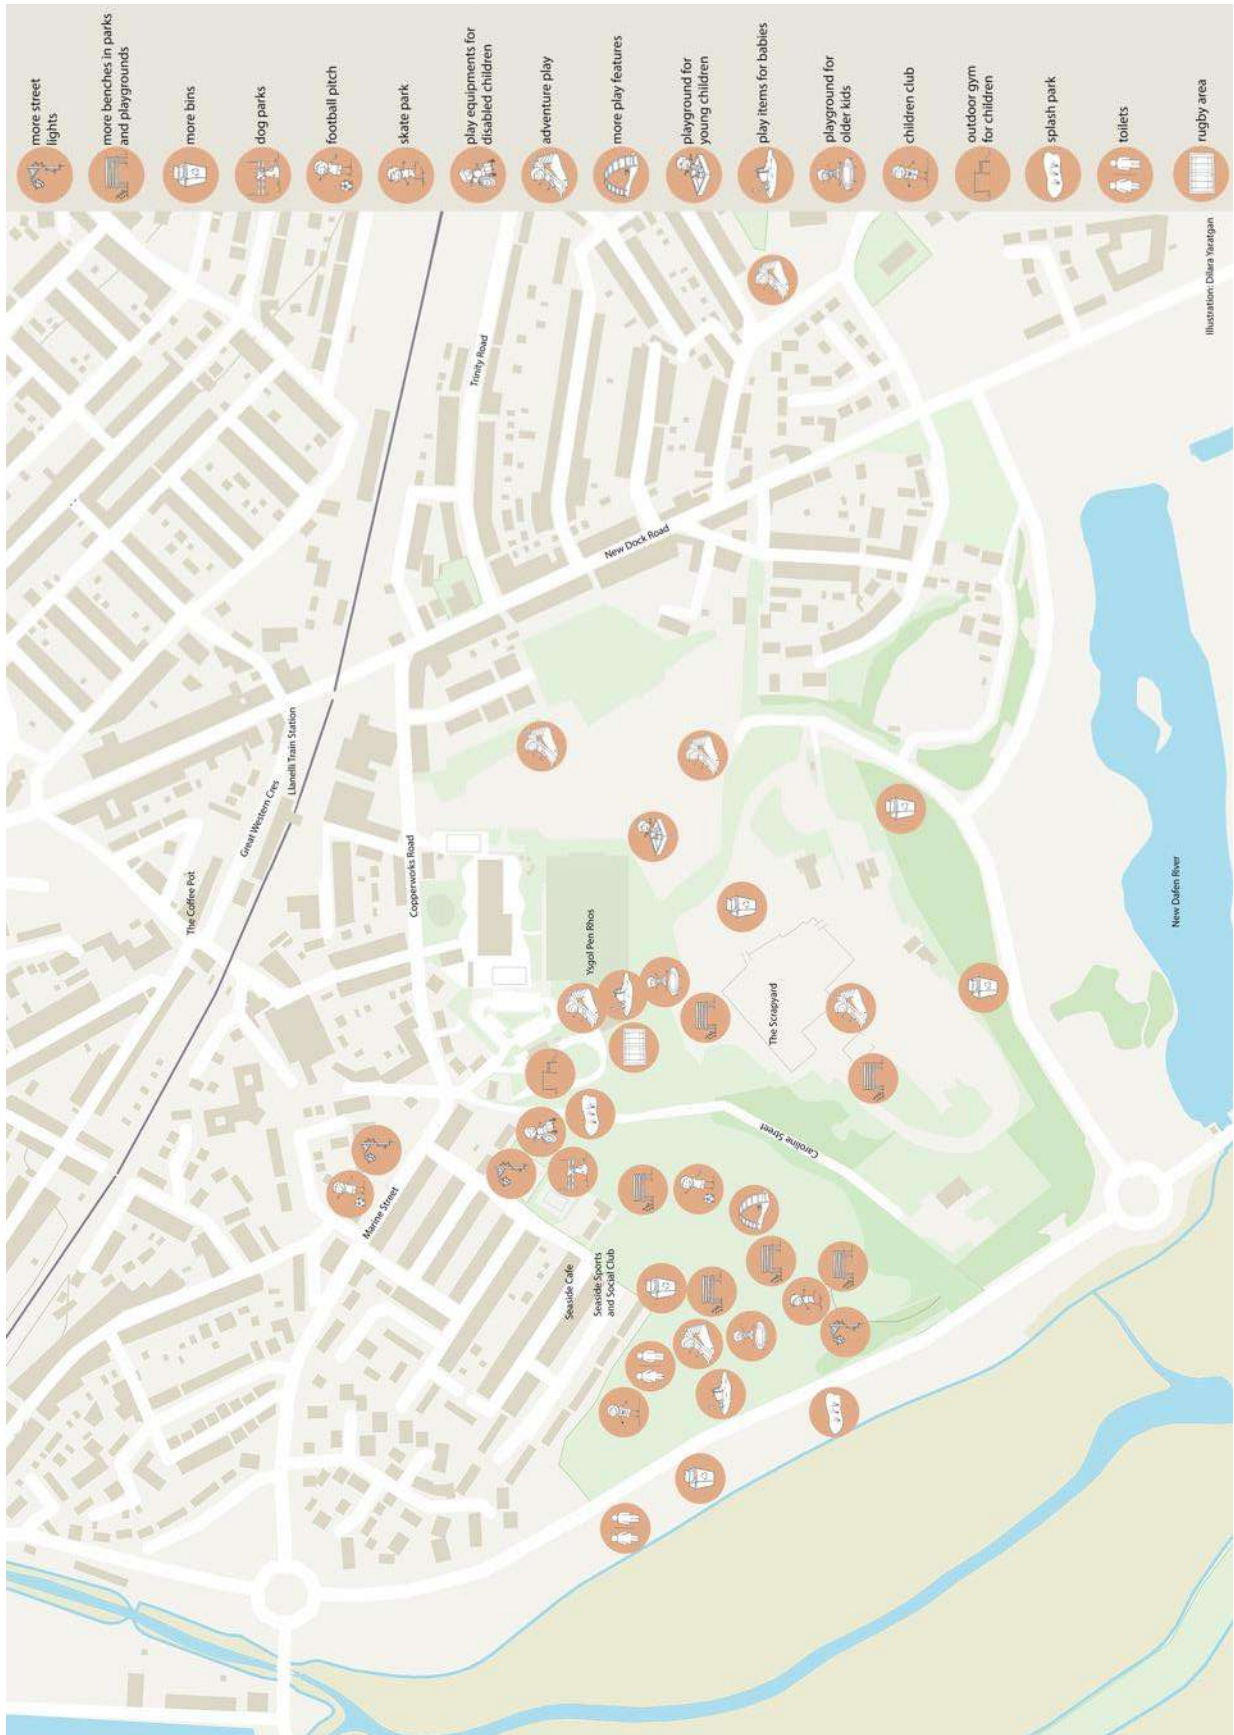 more street
lights
more benches in parks
and playgrounds
more bins
dog parks
football pitch
skate park
play equipments for
disabled children
adventure play
more play features
playground for
young children
play items for babies
playground for
older kids
children club
outdoor gym
for children
splash park
toilets
rugby area
Illustration: Dilara Yaratgan
The Coffee Pot
Great Western Cres
Llanelli Train Station
Copperworks Road
Trinity Road
New Dock Road
Marine Street
Seaside Cafe
Seaside Sports
and Social Club
Ysgol Pen Rhos
The Scrapyard
Caroline Street
New Dafen River